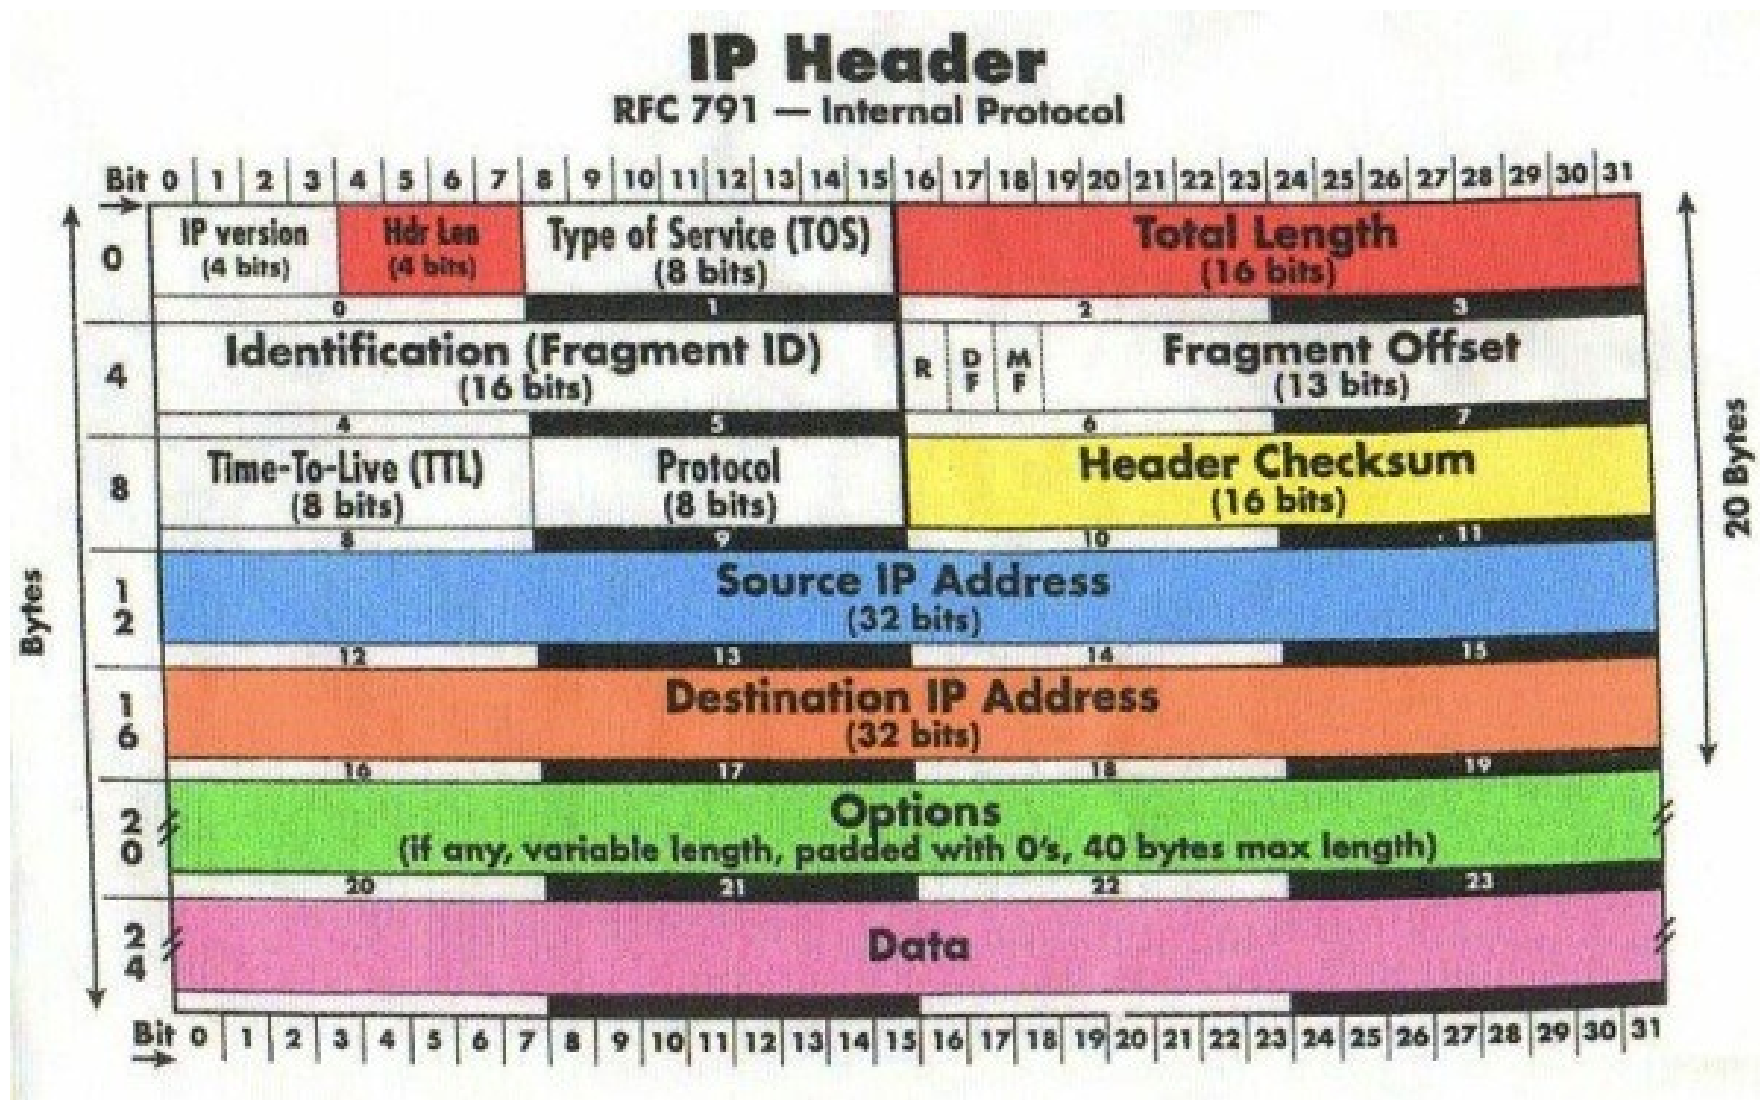 IP Header
RFC 791 — Internal Protocol
Bit 0 1 2 3 4 5 6 7 8 9 10 11 12 13 14 15 16 17 18 19 20 21 22 23 24 25 26 27 28 29 30 31
0
IP version
(4 bits)
Hdr Len
(4 bits)
Type of Service (TOS)
(8 bits)
Total Length
(16 bits)
0 1 2 3
4
Identification (Fragment ID)
(16 bits)
R
DF
MF
Fragment Offset
(13 bits)
4 5 6 7
8
Time-To-Live (TTL)
(8 bits)
Protocol
(8 bits)
Header Checksum
(16 bits)
8 9 10 11
12
Source IP Address
(32 bits)
12 13 14 15
16
Destination IP Address
(32 bits)
16 17 18 19
20
Options
(if any, variable length, padded with 0's, 40 bytes max length)
20 21 22 23
24
Data
Bit 0 1 2 3 4 5 6 7 8 9 10 11 12 13 14 15 16 17 18 19 20 21 22 23 24 25 26 27 28 29 30 31
Bytes
20 Bytes